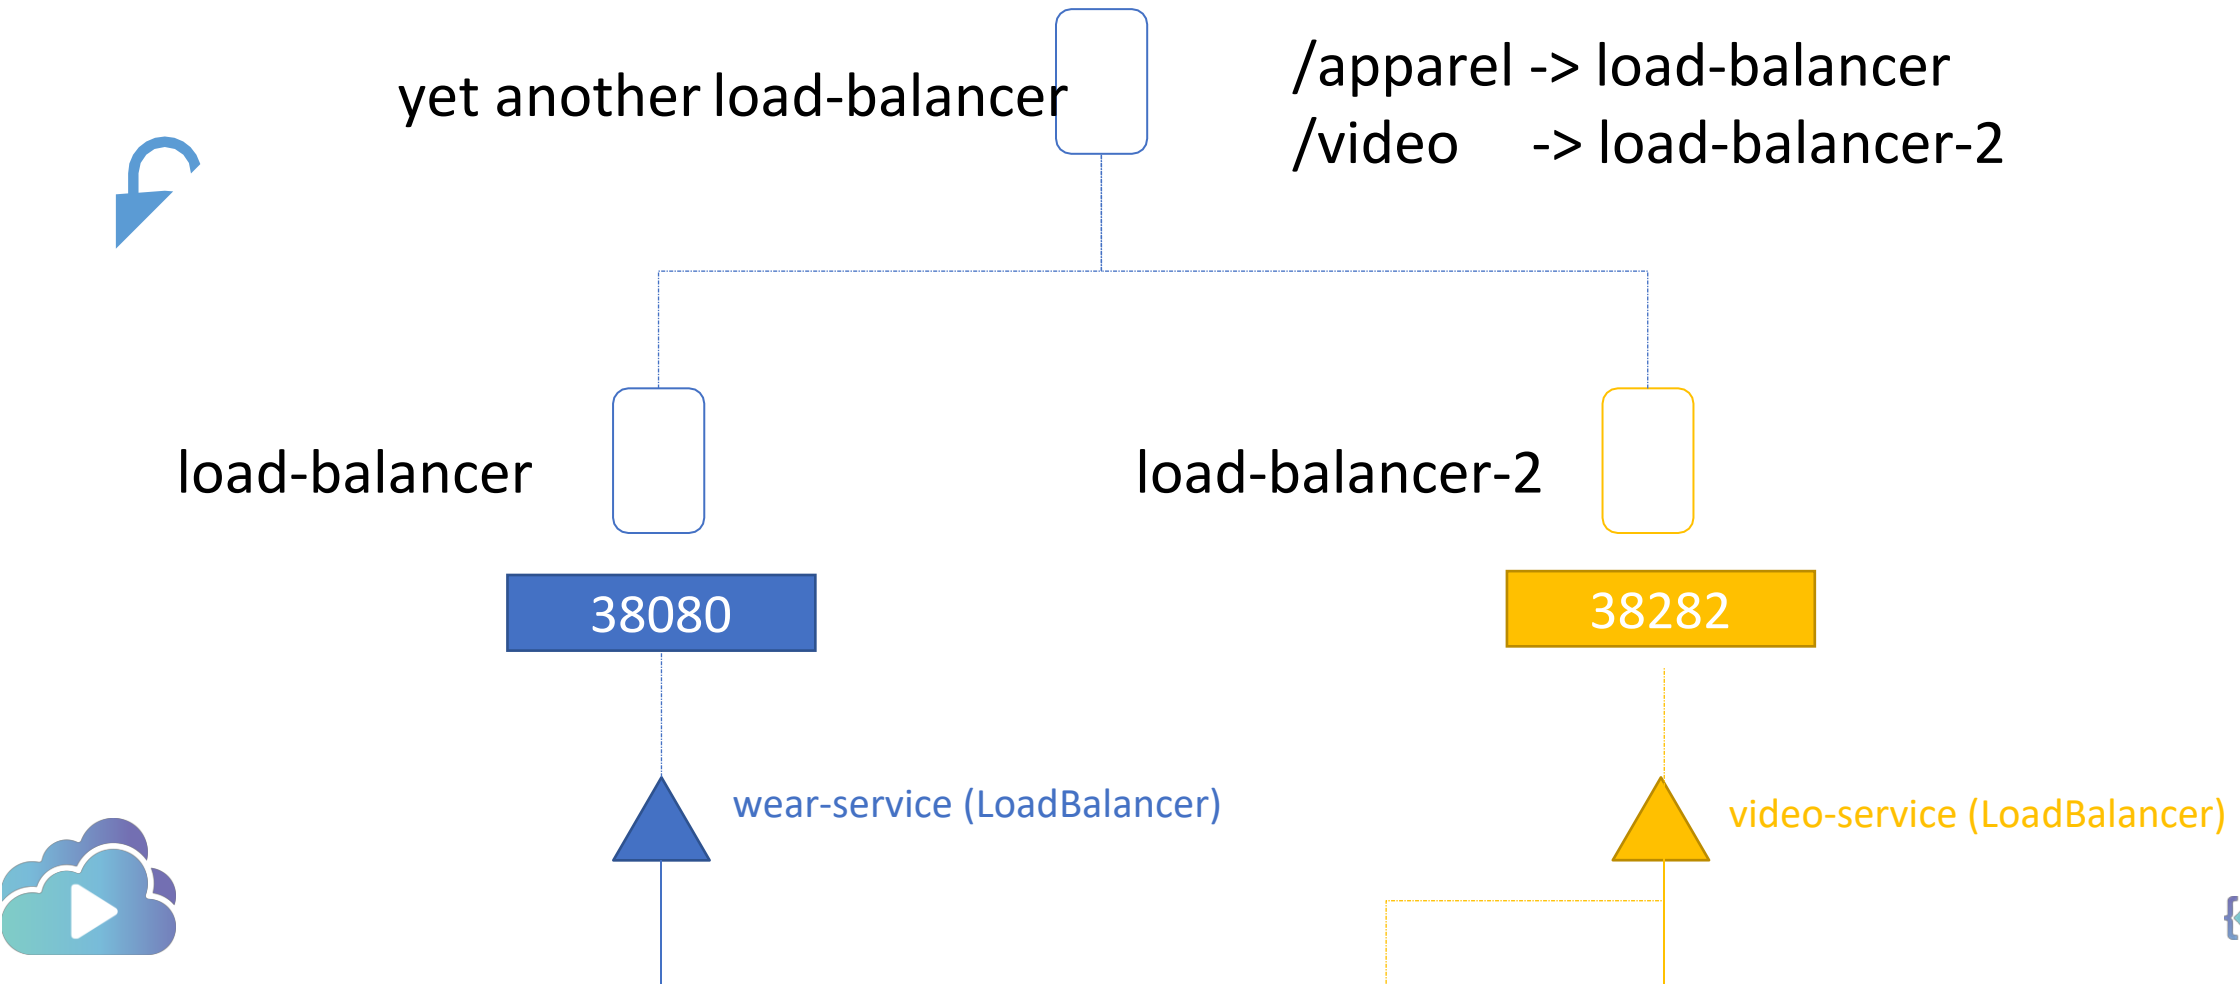 yet another load-balancer
/apparel -> load-balancer
/video -> load-balancer-2
load-balancer
load-balancer-2
38080
38282
wear-service (LoadBalancer)
video-service (LoadBalancer)
{